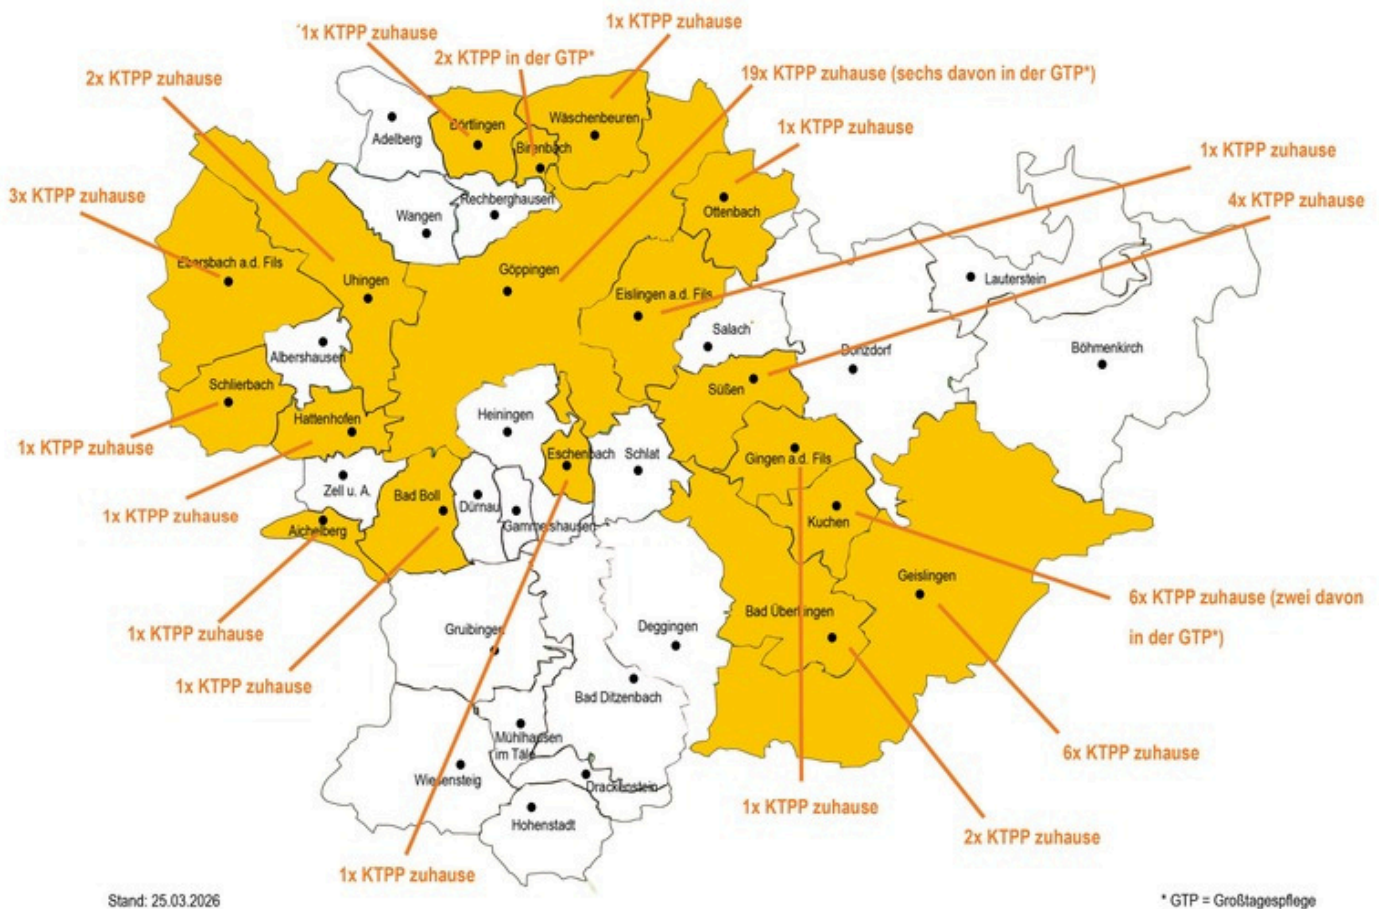 1x KTPP zuhause
1x KTPP zuhause
2x KTPP in der GTP*
19x KTPP zuhause (sechs davon in der GTP*)
2x KTPP zuhause
1x KTPP zuhause
1x KTPP zuhause
3x KTPP zuhause
4x KTPP zuhause
Adelberg
Börtlingen
Wäschenbeuren
Birenbach
Rechberghausen
Wangen
Ottenbach
Ebersbach a.d. Fils
Uhingen
Göppingen
Eislingen a.d. Fils
Lauterstein
Salach
Donzdorf
Böhmenkirch
Albershausen
Schlierbach
Süßen
Hattenhofen
Heiningen
1x KTPP zuhause
Eschenbach
Schlat
Gingen a.d. Fils
Zell u. A.
Bad Boll
Dürnau
Gammelshausen
Kuchen
1x KTPP zuhause
Aichelberg
Geislingen
6x KTPP zuhause (zwei davon
in der GTP*)
Bad Überkingen
Gruibingen
Deggingen
1x KTPP zuhause
1x KTPP zuhause
Bad Ditzenbach
Mühlhausen
im Täle
6x KTPP zuhause
Wiesensteig
Drackenstein
1x KTPP zuhause
Hohenstadt
2x KTPP zuhause
1x KTPP zuhause
Stand: 25.03.2026
* GTP = Großtagespflege